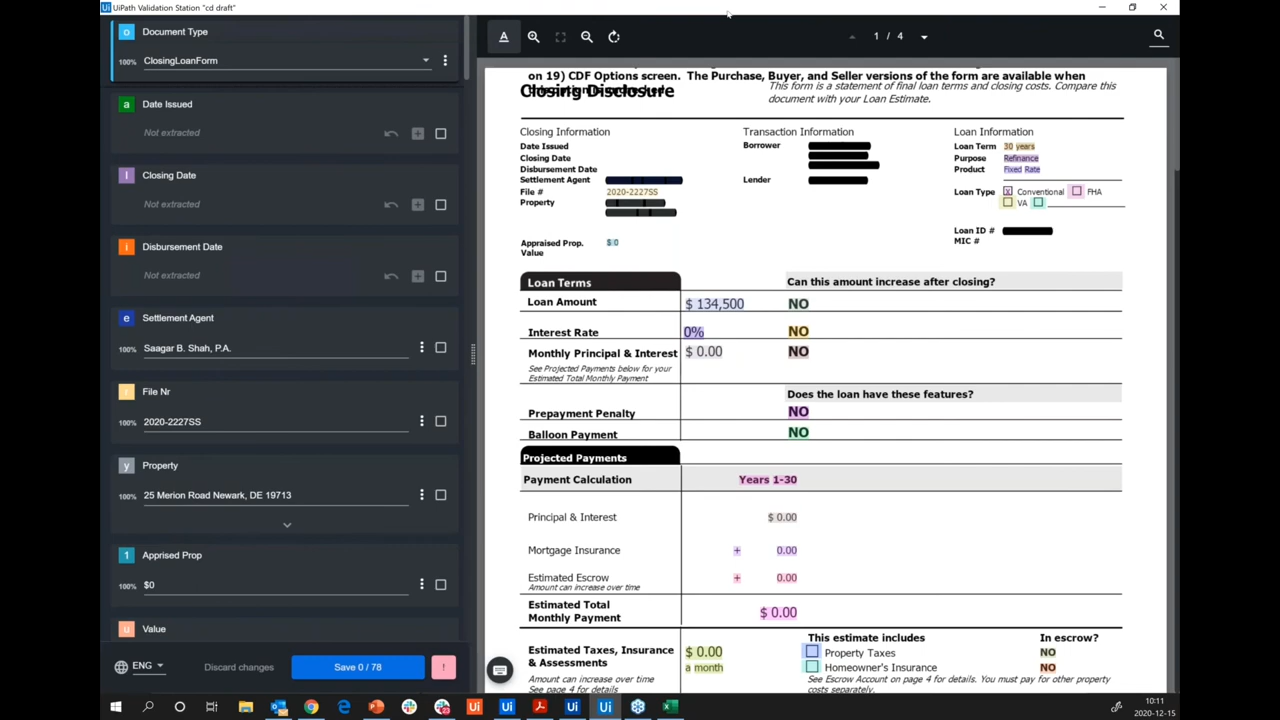 UiPath Validation Station "cd draft"
Document Type
100% ClosingLoanForm
a Date Issued
Not extracted
l Closing Date
Not extracted
i Disbursement Date
Not extracted
e Settlement Agent
100% Saagar B. Shah, P.A.
File Nr
100% 2020-2227SS
y Property
100% 25 Merion Road Newark, DE 19713
1 Apprised Prop
100% $0
u Value
ENG
Discard changes
Save 0 / 78
!
A
1 / 4
on 19) CDF Options screen. The Purchase, Buyer, and Seller versions of the form are available when
Closing Disclosure
This form is a statement of final loan terms and closing costs. Compare this
document with your Loan Estimate.
Closing Information
Date Issued
Closing Date
Disbursement Date
Settlement Agent
File # 2020-2227SS
Property
Appraised Prop. $ 0
Value
Transaction Information
Borrower
Lender
Loan Information
Loan Term 30 years
Purpose Refinance
Product Fixed Rate
Loan Type x Conventional FHA
VA
Loan ID #
MIC #
Loan Terms Can this amount increase after closing?
Loan Amount $ 134,500 NO
Interest Rate 0% NO
Monthly Principal & Interest $ 0.00 NO
See Projected Payments below for your
Estimated Total Monthly Payment
Does the loan have these features?
Prepayment Penalty NO
Balloon Payment NO
Projected Payments
Payment Calculation Years 1-30
Principal & Interest $ 0.00
Mortgage Insurance + 0.00
Estimated Escrow + 0.00
Amount can increase over time
Estimated Total
Monthly Payment $ 0.00
This estimate includes In escrow?
Estimated Taxes, Insurance $ 0.00 Property Taxes NO
& Assessments a month Homeowner's Insurance NO
Amount can increase over time See Escrow Account on page 4 for details. You must pay for other property
See page 4 for details costs separately.
10:11
2020-12-15